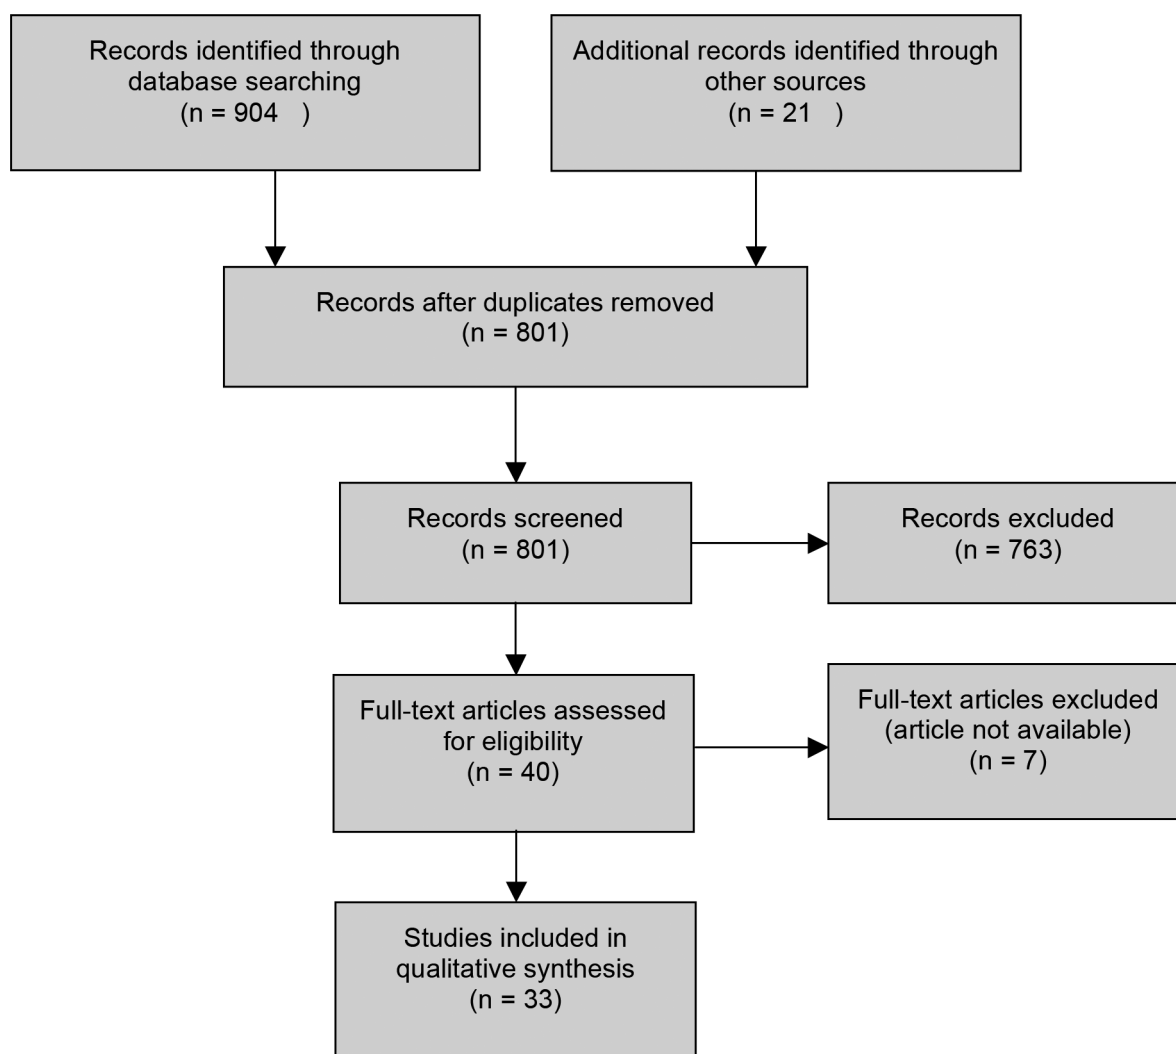 Records identified through
database searching
(n = 904   )
Additional records identified through
other sources
(n = 21   )
Records after duplicates removed
(n = 801)
Records screened
(n = 801)
Records excluded
(n = 763)
Full-text articles assessed
for eligibility
(n = 40)
Full-text articles excluded
(article not available)
(n = 7)
Studies included in
qualitative synthesis
(n = 33)